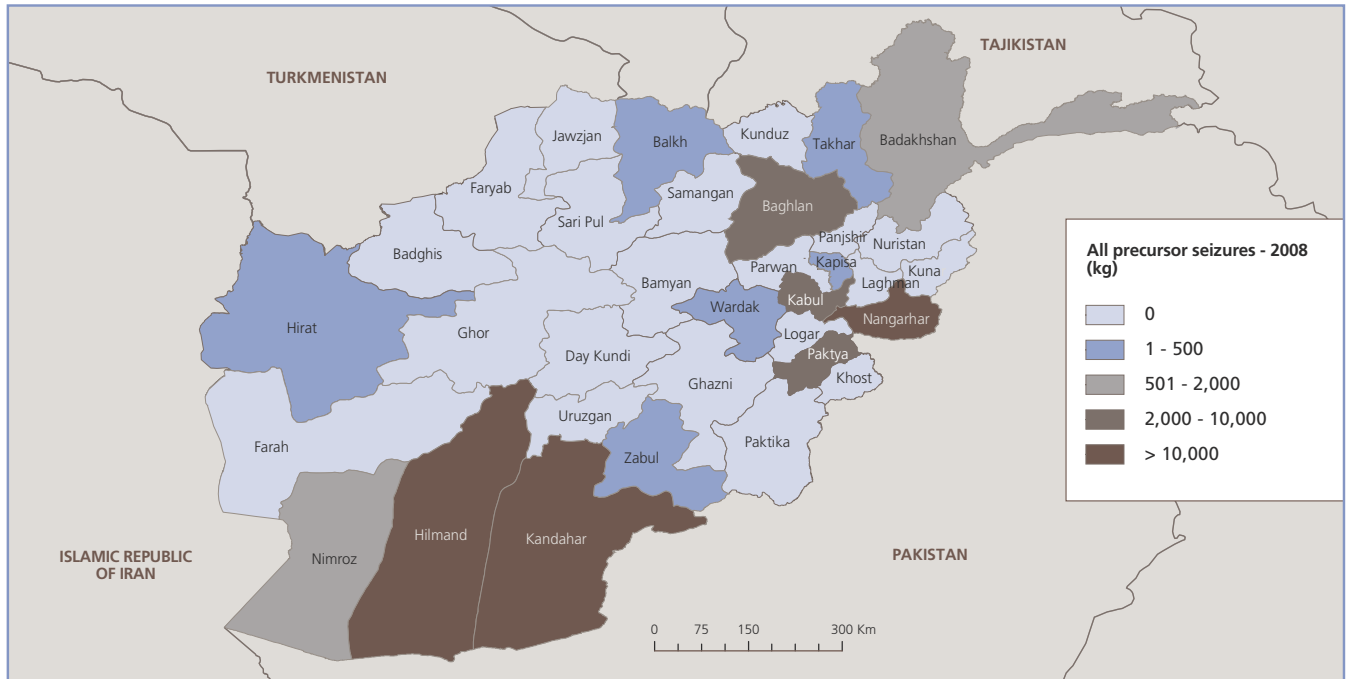 TAJIKISTAN
TURKMENISTAN
Jawzjan
Balkh
Kunduz
Takhar
Badakhshan
Faryab
Samangan
Baghlan
Sari Pul
Badghis
Panjshir
Nuristan
Parwan
Kapisa
Laghman
Kuna
Bamyan
Wardak
Kabul
Nangarhar
Hirat
Ghor
Logar
Day Kundi
Paktya
Ghazni
Khost
Uruzgan
Farah
Zabul
Paktika
Hilmand
Kandahar
Nimroz
ISLAMIC REPUBLIC
OF IRAN
PAKISTAN
0 75 150 300 Km
All precursor seizures - 2008
(kg)
0
1 - 500
501 - 2,000
2,000 - 10,000
> 10,000